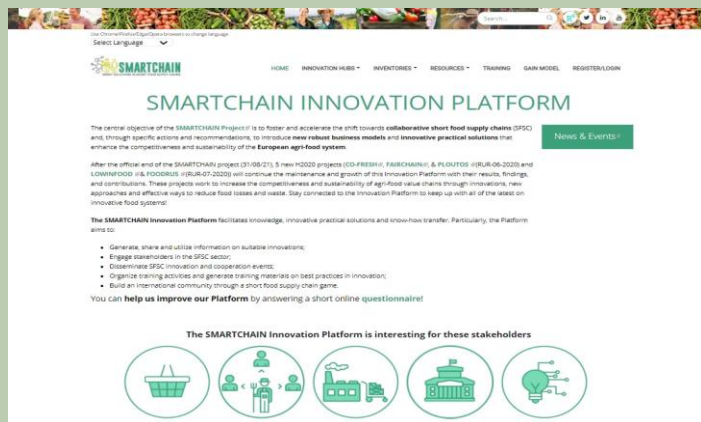 Search...
Use Chrome/Firefox/Edge/Opera browsers to change language
Select Language
SMARTCHAIN
HOME INNOVATION HUBS INVENTORIES RESOURCES TRAINING GAIN MODEL REGISTER/LOGIN
SMARTCHAIN INNOVATION PLATFORM
The central objective of the SMARTCHAIN Project is to foster and accelerate the shift towards collaborative short food supply chains (SFSC)
and, through specific actions and recommendations, to introduce new robust business models and innovative practical solutions that
enhance the competitiveness and sustainability of the European agri-food system.
News & Events
After the official end of the SMARTCHAIN project (31/08/21), 5 new H2020 projects (CO-FRESH, FAIRCHAIN, & PLOUTOS (RUR-06-2020) and
LOWINFOOD & FOODRUS (RUR-07-2020)) will continue the maintenance and growth of this Innovation Platform with their results, findings,
and contributions. These projects work to increase the competitiveness and sustainability of agri-food value chains through innovations, new
approaches and effective ways to reduce food losses and waste. Stay connected to the Innovation Platform to keep up with all of the latest on
innovative food systems!
The SMARTCHAIN Innovation Platform facilitates knowledge, innovative practical solutions and know-how transfer. Particularly, the Platform
aims to:
• Generate, share and utilize information on suitable innovations;
• Engage stakeholders in the SFSC sector;
• Disseminate SFSC innovation and cooperation events;
• Organize training activities and generate training materials on best practices in innovation;
• Build an international community through a short food supply chain game.
You can help us improve our Platform by answering a short online questionnaire!
The SMARTCHAIN Innovation Platform is interesting for these stakeholders